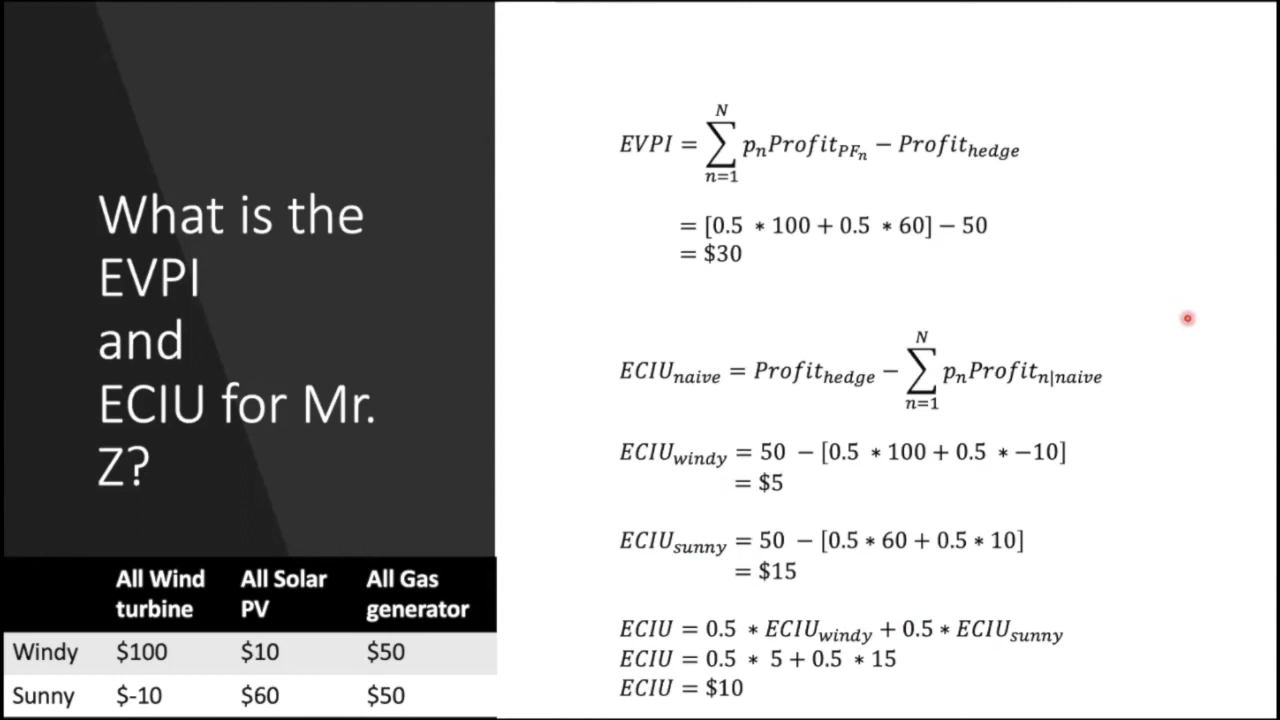 What is the
EVPI
and
ECIU for Mr.
Z?
All Wind turbine All Solar PV All Gas generator
Windy $100 $10 $50
Sunny $-10 $60 $50
EVPI = ∑_{n=1}^{N} p_n Profit_{PF_n} − Profit_{hedge}
= [0.5 * 100 + 0.5 * 60] − 50
= $30
ECIU_{naive} = Profit_{hedge} − ∑_{n=1}^{N} p_n Profit_{n|naive}
ECIU_{windy} = 50 − [0.5 * 100 + 0.5 * −10]
= $5
ECIU_{sunny} = 50 − [0.5 * 60 + 0.5 * 10]
= $15
ECIU = 0.5 * ECIU_{windy} + 0.5 * ECIU_{sunny}
ECIU = 0.5 * 5 + 0.5 * 15
ECIU = $10